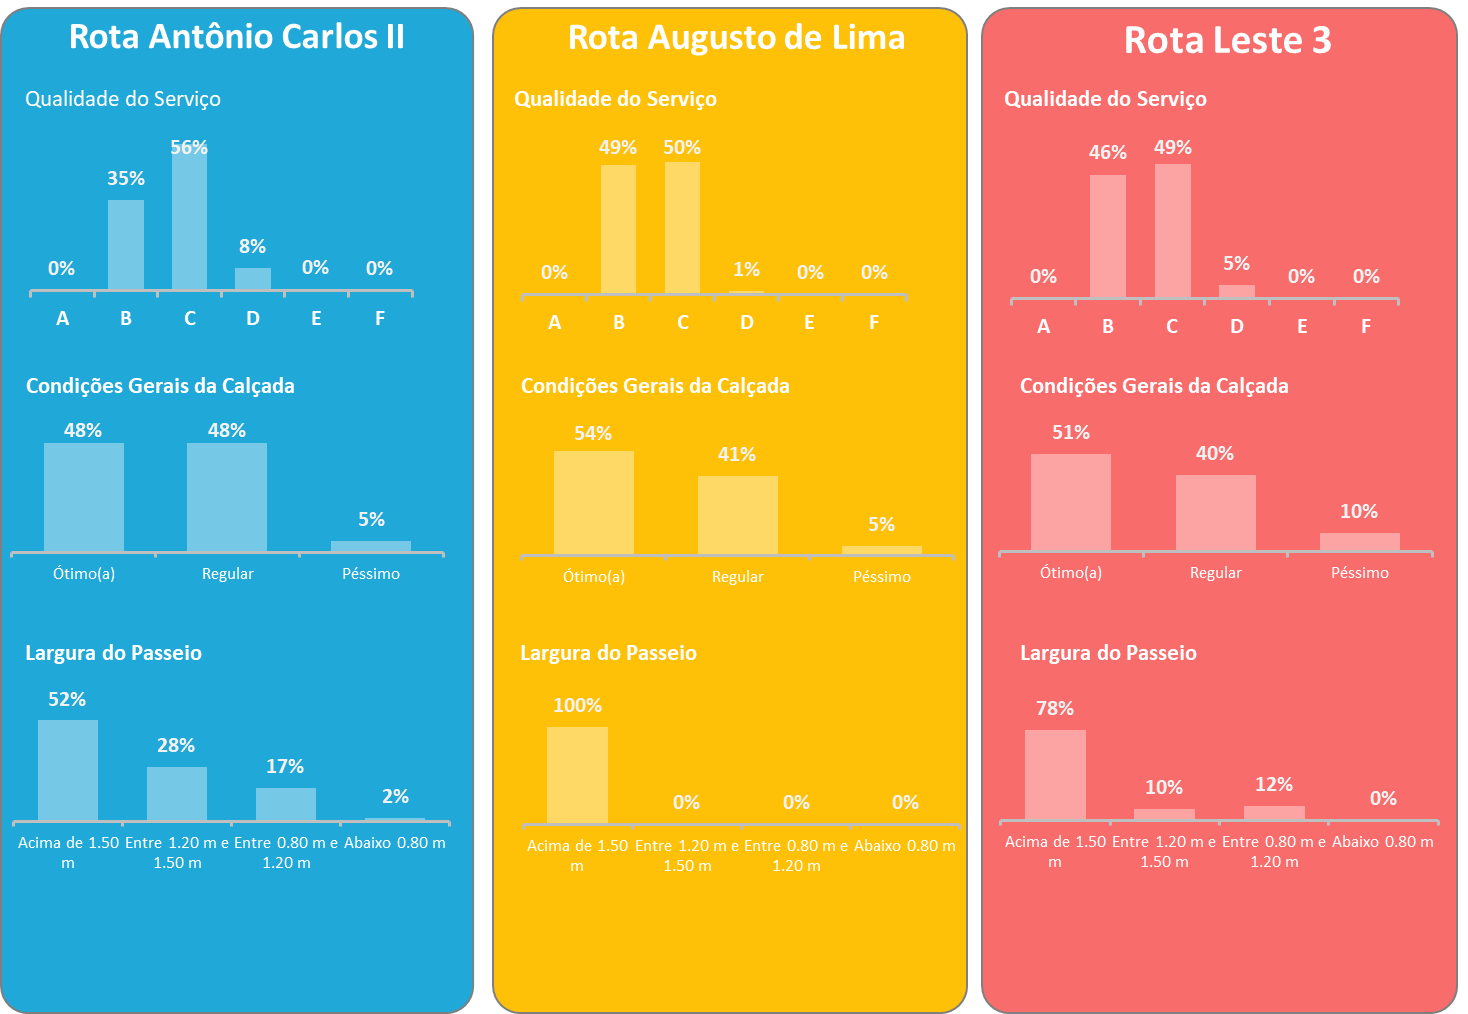 Rota Antônio Carlos II
Qualidade do Serviço
0% 35% 56% 8% 0% 0%
A B C D E F
Condições Gerais da Calçada
48% 48% 5%
Ótimo(a) Regular Péssimo
Largura do Passeio
52% 28% 17% 2%
Acima de 1.50 Entre 1.20 m e Entre 0.80 m e Abaixo 0.80 m
m 1.50 m 1.20 m
Rota Augusto de Lima
Qualidade do Serviço
0% 49% 50% 1% 0% 0%
A B C D E F
Condições Gerais da Calçada
54% 41% 5%
Ótimo(a) Regular Péssimo
Largura do Passeio
100% 0% 0% 0%
Acima de 1.50 Entre 1.20 m e Entre 0.80 m e Abaixo 0.80 m
m 1.50 m 1.20 m
Rota Leste 3
Qualidade do Serviço
0% 46% 49% 5% 0% 0%
A B C D E F
Condições Gerais da Calçada
51% 40% 10%
Ótimo(a) Regular Péssimo
Largura do Passeio
78% 10% 12% 0%
Acima de 1.50 Entre 1.20 m e Entre 0.80 m e Abaixo 0.80 m
m 1.50 m 1.20 m